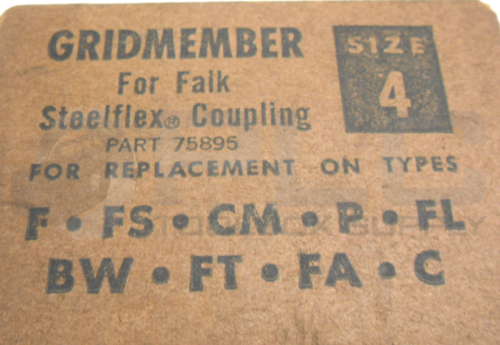 GRIDMEMBER
For Falk
Steelflex® Coupling
PART 75895
SIZE
4
FOR REPLACEMENT ON TYPES
F • FS • CM • P • FL
BW • FT • FA • C